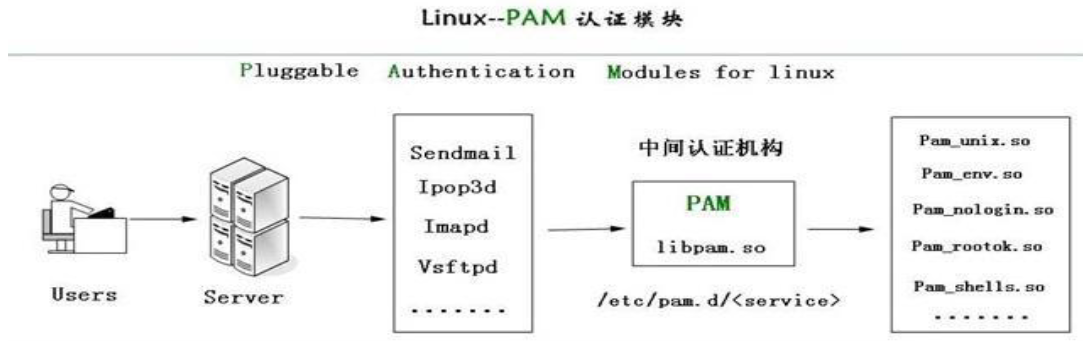 Linux--PAM 认证模块
Pluggable Authentication Modules for linux
Users
Server
Sendmail
Ipop3d
Imapd
Vsftpd
.......
中间认证机构
PAM
libpam.so
/etc/pam.d/<service>
Pam_unix.so
Pam_env.so
Pam_nologin.so
Pam_rootok.so
Pam_shells.so
.......